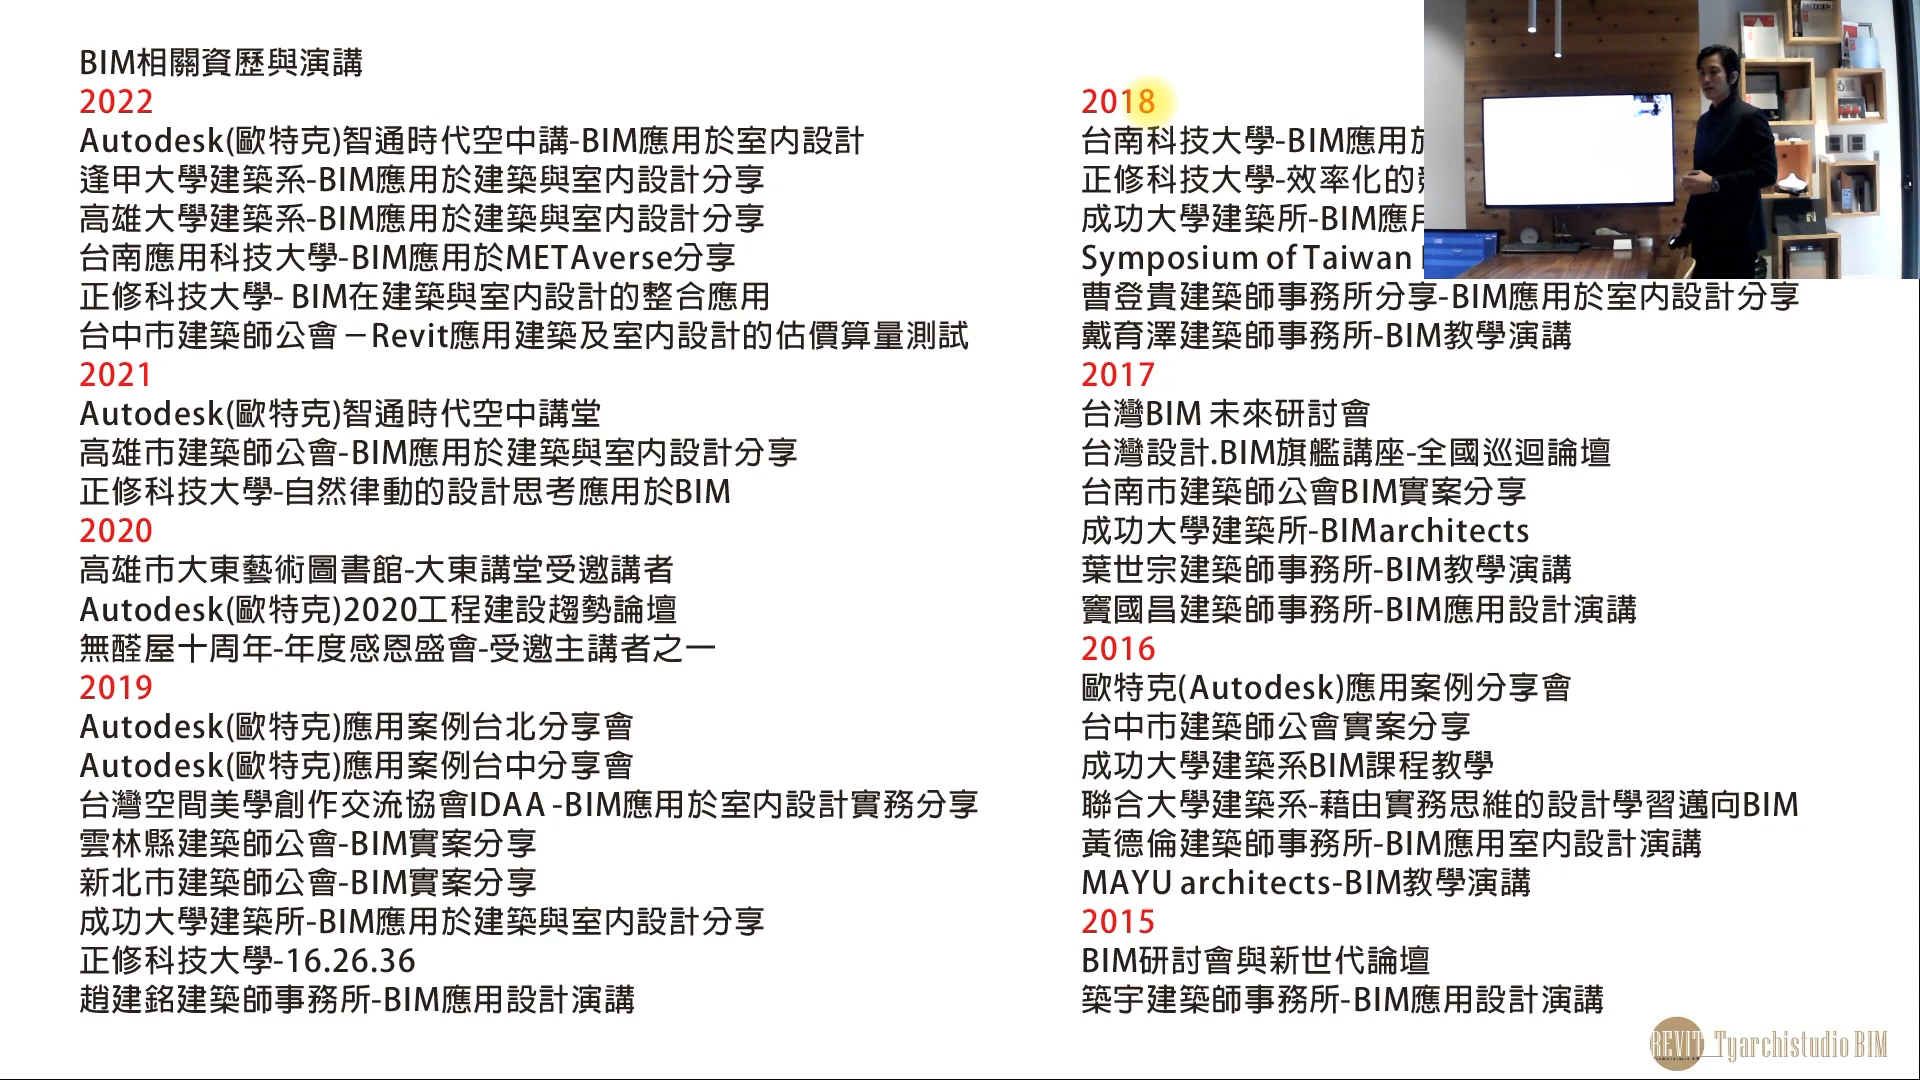 BIM相關資歷與演講
2022
Autodesk(歐特克)智通時代空中講-BIM應用於室內設計
逢甲大學建築系-BIM應用於建築與室內設計分享
高雄大學建築系-BIM應用於建築與室內設計分享
台南應用科技大學-BIM應用於METAverse分享
正修科技大學- BIM在建築與室內設計的整合應用
台中市建築師公會－Revit應用建築及室內設計的估價算量測試
2021
Autodesk(歐特克)智通時代空中講堂
高雄市建築師公會-BIM應用於建築與室內設計分享
正修科技大學-自然律動的設計思考應用於BIM
2020
高雄市大東藝術圖書館-大東講堂受邀講者
Autodesk(歐特克)2020工程建設趨勢論壇
無醛屋十周年-年度感恩盛會-受邀主講者之一
2019
Autodesk(歐特克)應用案例台北分享會
Autodesk(歐特克)應用案例台中分享會
台灣空間美學創作交流協會IDAA -BIM應用於室內設計實務分享
雲林縣建築師公會-BIM實案分享
新北市建築師公會-BIM實案分享
成功大學建築所-BIM應用於建築與室內設計分享
正修科技大學-16.26.36
趙建銘建築師事務所-BIM應用設計演講
2018
台南科技大學-BIM應用
正修科技大學-效率化的
成功大學建築所-BIM應
Symposium of Taiwan
曹登貴建築師事務所分享-BIM應用於室內設計分享
戴育澤建築師事務所-BIM教學演講
2017
台灣BIM 未來研討會
台灣設計.BIM旗艦講座-全國巡迴論壇
台南市建築師公會BIM實案分享
成功大學建築所-BIMarchitects
葉世宗建築師事務所-BIM教學演講
竇國昌建築師事務所-BIM應用設計演講
2016
歐特克(Autodesk)應用案例分享會
台中市建築師公會實案分享
成功大學建築系BIM課程教學
聯合大學建築系-藉由實務思維的設計學習邁向BIM
黃德倫建築師事務所-BIM應用室內設計演講
MAYU architects-BIM教學演講
2015
BIM研討會與新世代論壇
築宇建築師事務所-BIM應用設計演講
REVIT Tyarchistudio BIM